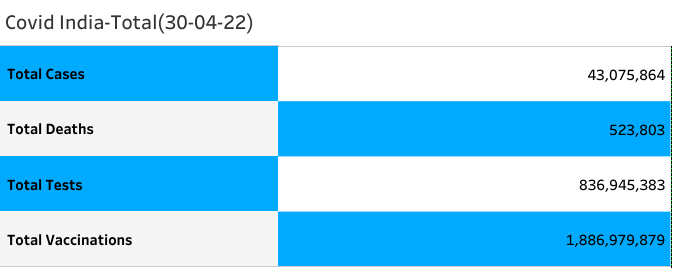 Covid India-Total(30-04-22)
Total Cases 43,075,864
Total Deaths 523,803
Total Tests 836,945,383
Total Vaccinations 1,886,979,879